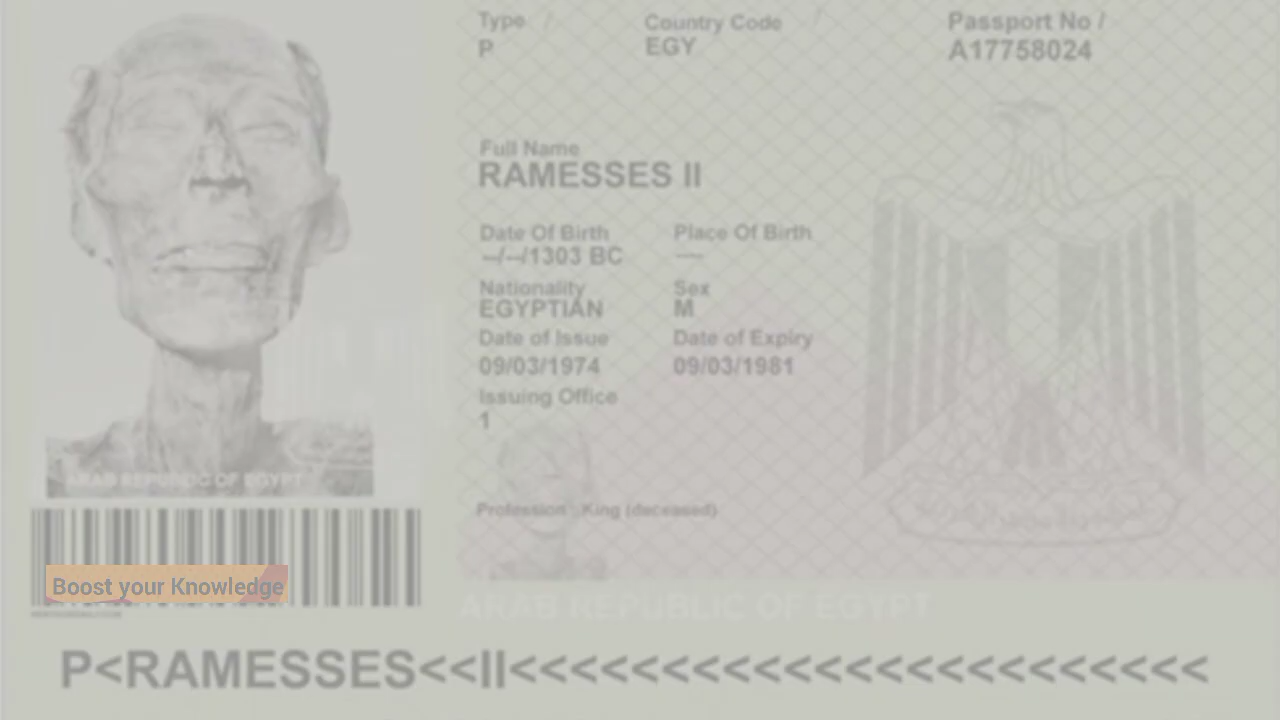 Type /
P
Country Code /
EGY
Passport No /
A17758024
Full Name
RAMESSES II
Date Of Birth
--/--/1303 BC
Place Of Birth
---
Nationality
EGYPTIAN
Sex
M
Date of Issue
09/03/1974
Date of Expiry
09/03/1981
Issuing Office
1
Profession : King (deceased)
ARAB REPUBLIC OF EGYPT
Boost your Knowledge
ARAB REPUBLIC OF EGYPT
P<RAMESSES<<II<<<<<<<<<<<<<<<<<<<<<<<